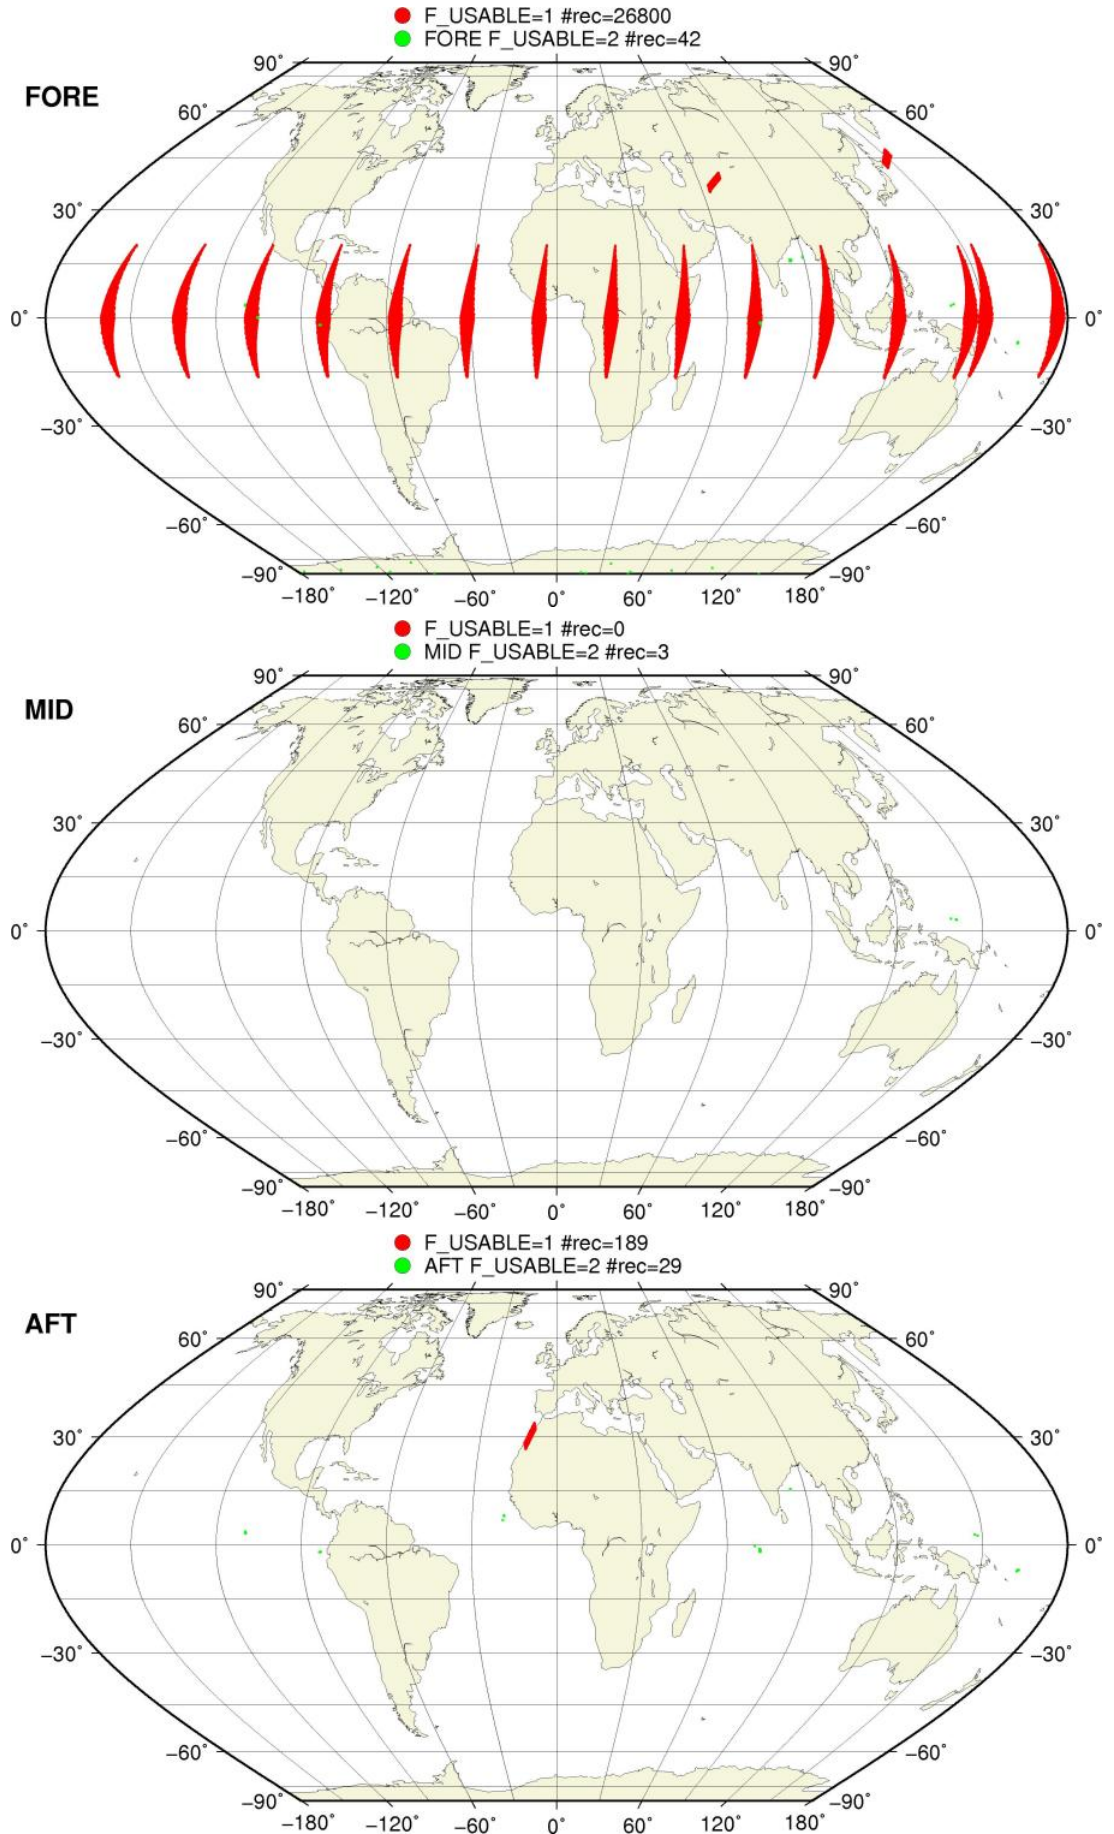 F_USABLE=1 #rec=26800
FORE F_USABLE=2 #rec=42
FORE
90° 90°
60° 60°
30° 30°
0° 0°
−30° −30°
−60° −60°
−90° −90°
−180° −120° −60° 0° 60° 120° 180°
F_USABLE=1 #rec=0
MID F_USABLE=2 #rec=3
MID
90° 90°
60° 60°
30° 30°
0° 0°
−30° −30°
−60° −60°
−90° −90°
−180° −120° −60° 0° 60° 120° 180°
F_USABLE=1 #rec=189
AFT F_USABLE=2 #rec=29
AFT
90° 90°
60° 60°
30° 30°
0° 0°
−30° −30°
−60° −60°
−90° −90°
−180° −120° −60° 0° 60° 120° 180°